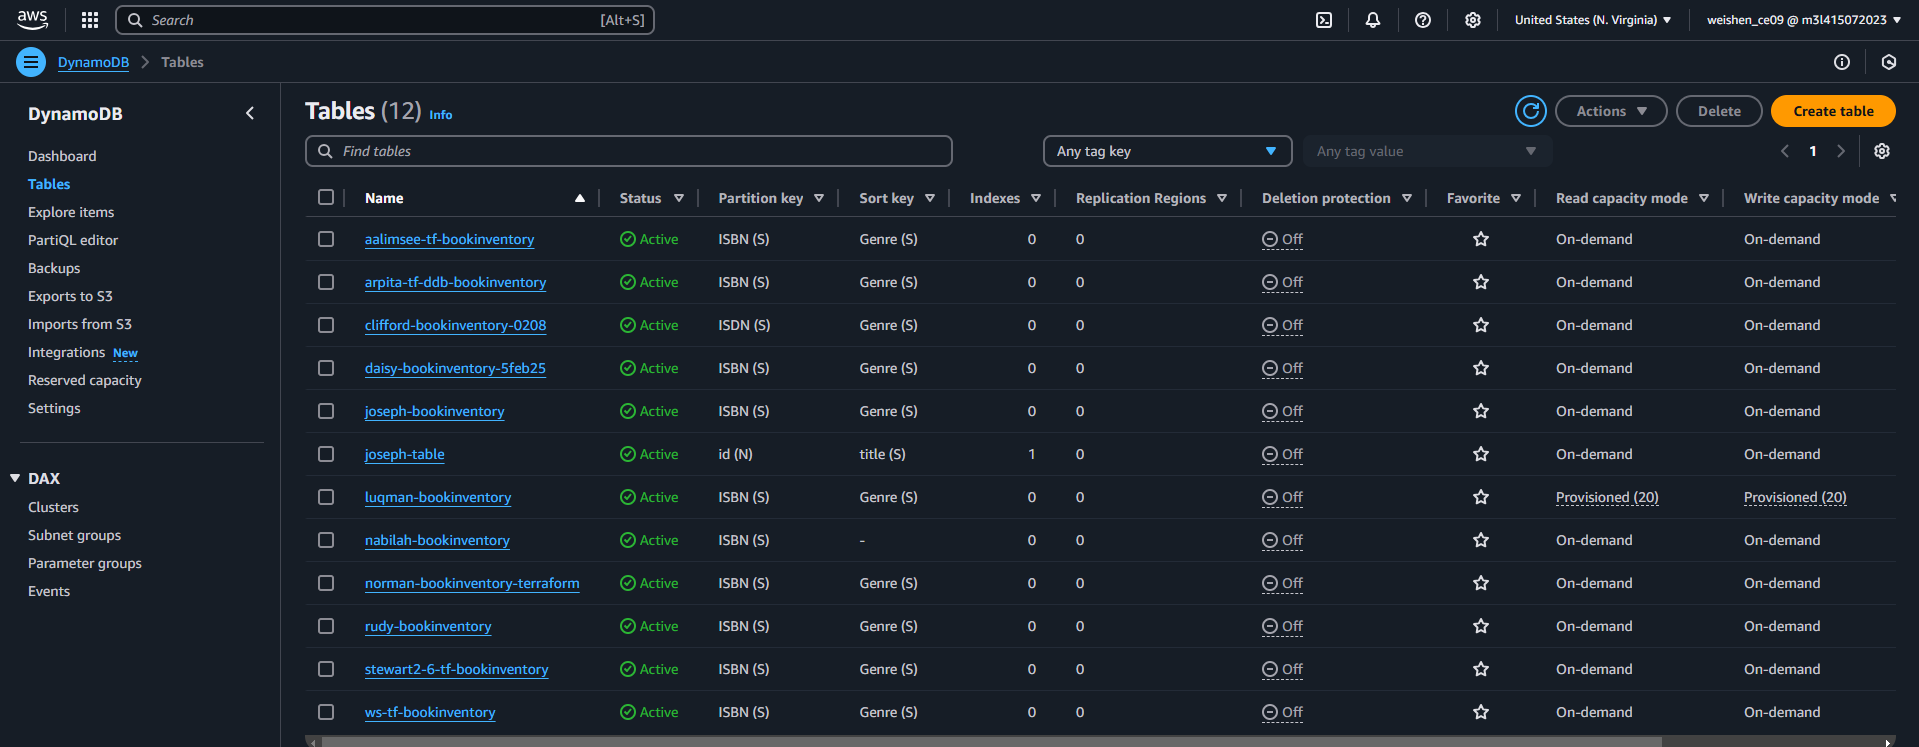 aws
Search [Alt+S]
United States (N. Virginia)
weishen_ce09 @ m3l415072023
DynamoDB > Tables
DynamoDB
Dashboard
Tables
Explore items
PartiQL editor
Backups
Exports to S3
Imports from S3
Integrations New
Reserved capacity
Settings
DAX
Clusters
Subnet groups
Parameter groups
Events
Tables (12) Info
Actions
Delete
Create table
Find tables
Any tag key
Any tag value
1
Name Status Partition key Sort key Indexes Replication Regions Deletion protection Favorite Read capacity mode Write capacity mode
aalimsee-tf-bookinventory Active ISBN (S) Genre (S) 0 0 Off On-demand On-demand
arpita-tf-ddb-bookinventory Active ISBN (S) Genre (S) 0 0 Off On-demand On-demand
clifford-bookinventory-0208 Active ISDN (S) Genre (S) 0 0 Off On-demand On-demand
daisy-bookinventory-5feb25 Active ISBN (S) Genre (S) 0 0 Off On-demand On-demand
joseph-bookinventory Active ISBN (S) Genre (S) 0 0 Off On-demand On-demand
joseph-table Active id (N) title (S) 1 0 Off On-demand On-demand
luqman-bookinventory Active ISBN (S) Genre (S) 0 0 Off Provisioned (20) Provisioned (20)
nabilah-bookinventory Active ISBN (S) - 0 0 Off On-demand On-demand
norman-bookinventory-terraform Active ISBN (S) Genre (S) 0 0 Off On-demand On-demand
rudy-bookinventory Active ISBN (S) Genre (S) 0 0 Off On-demand On-demand
stewart2-6-tf-bookinventory Active ISBN (S) Genre (S) 0 0 Off On-demand On-demand
ws-tf-bookinventory Active ISBN (S) Genre (S) 0 0 Off On-demand On-demand